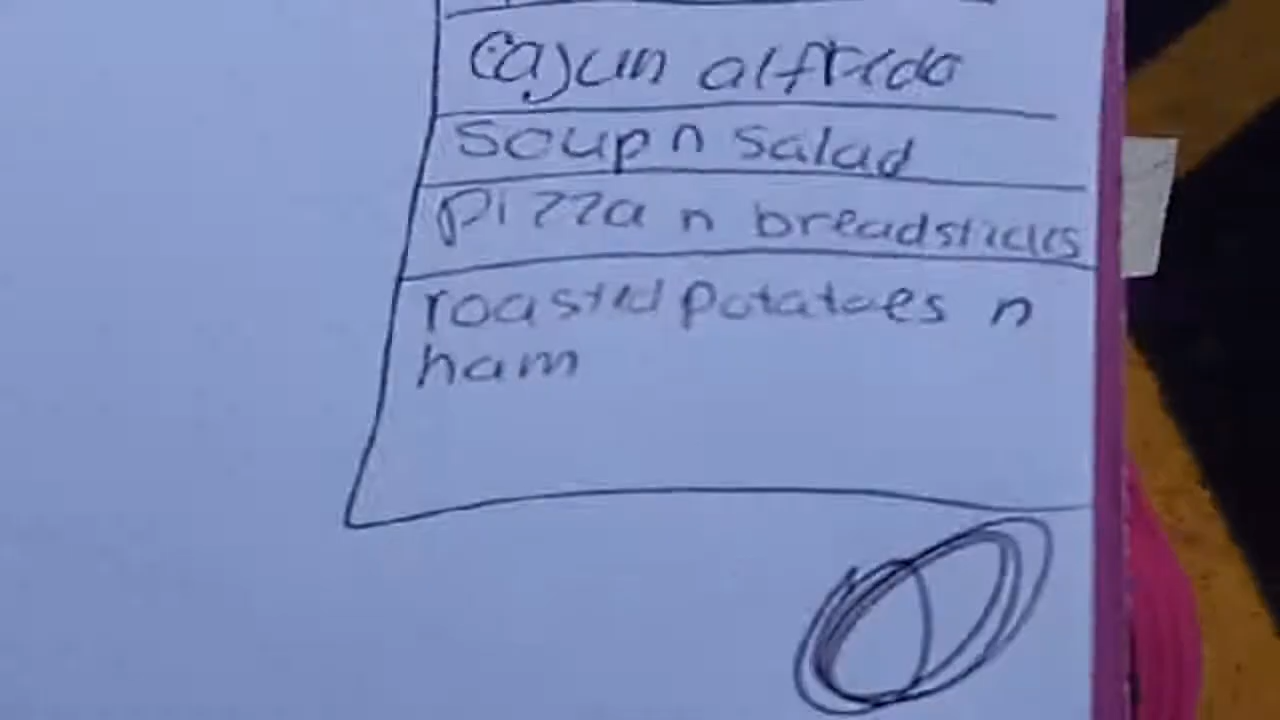 Cajun alfredo
Soup n salad
Pizza n breadsticks
roasted potatoes n
ham